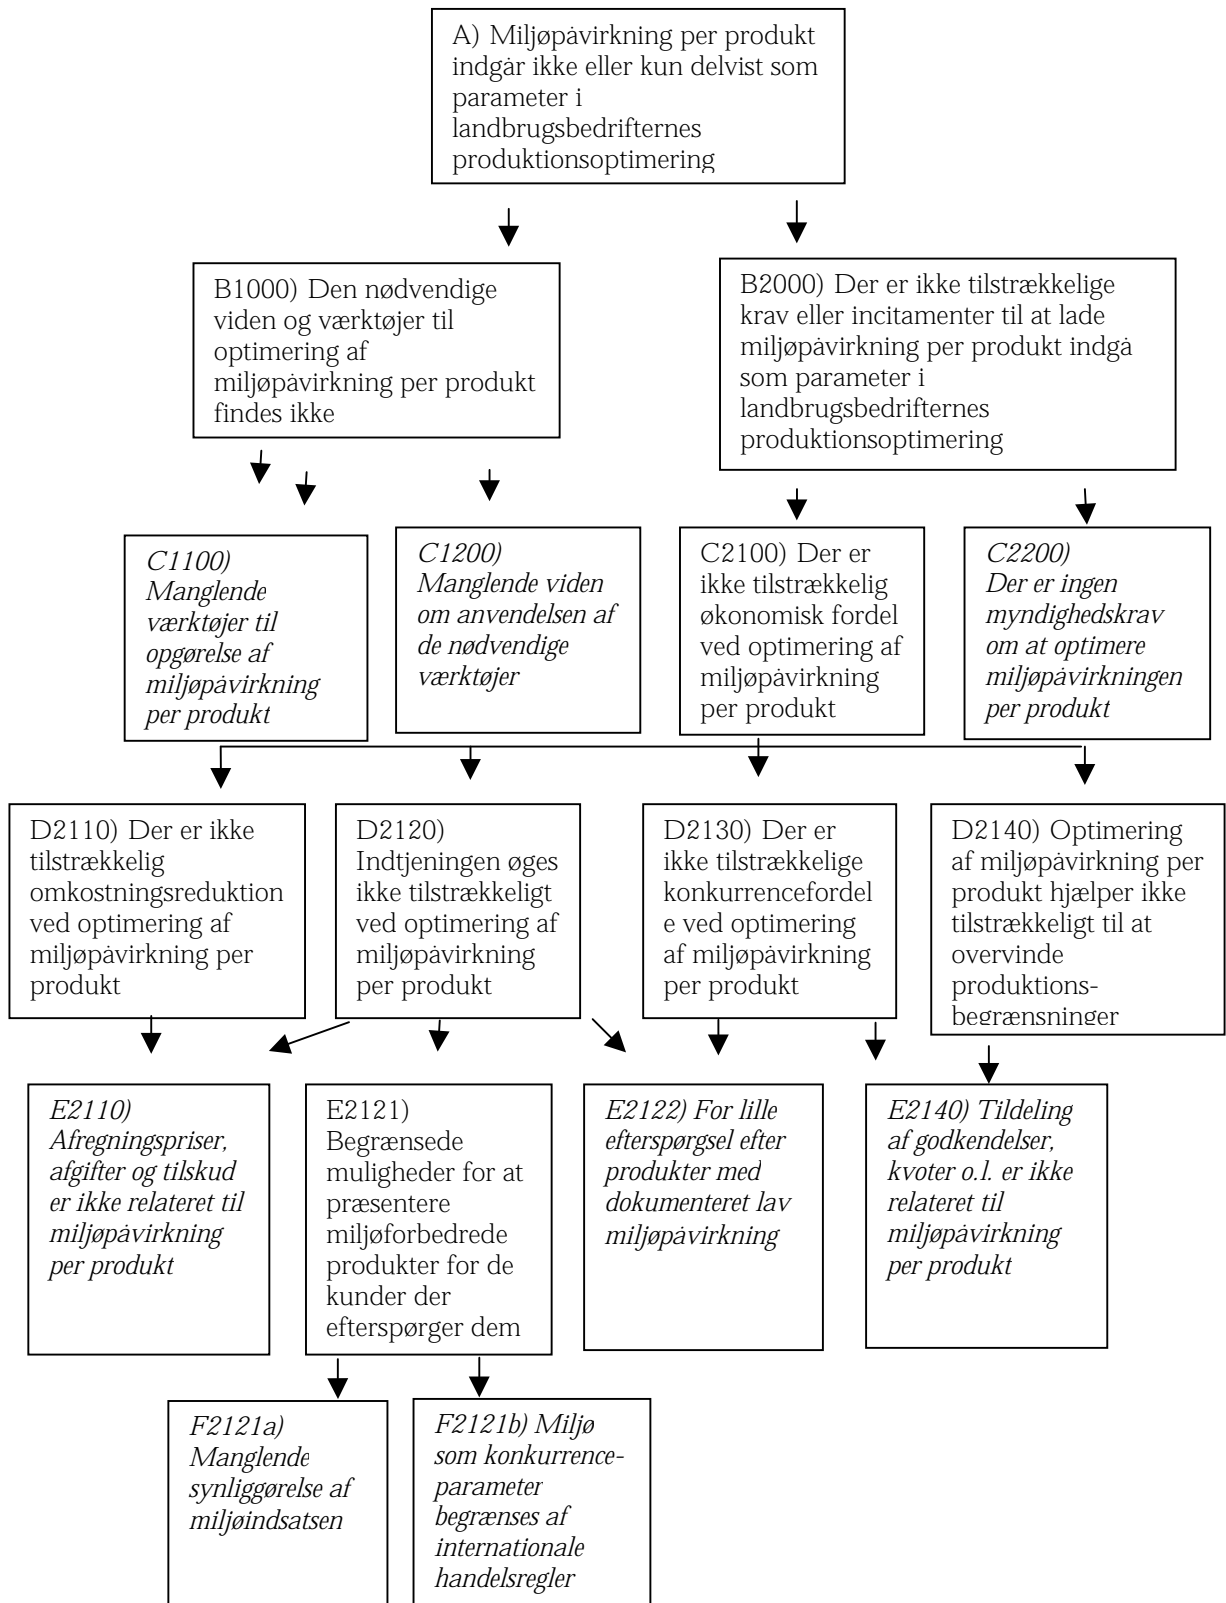 A) Miljøpåvirkning per produkt
indgår ikke eller kun delvist som
parameter i
landbrugsbedrifternes
produktionsoptimering
B1000) Den nødvendige
viden og værktøjer til
optimering af
miljøpåvirkning per produkt
findes ikke
B2000) Der er ikke tilstrækkelige
krav eller incitamenter til at lade
miljøpåvirkning per produkt indgå
som parameter i
landbrugsbedrifternes
produktionsoptimering
C1100)
Manglende
værktøjer til
opgørelse af
miljøpåvirkning
per produkt
C1200)
Manglende viden
om anvendelsen af
de nødvendige
værktøjer
C2100) Der er
ikke tilstrækkelig
økonomisk fordel
ved optimering af
miljøpåvirkning
per produkt
C2200)
Der er ingen
myndighedskrav
om at optimere
miljøpåvirkningen
per produkt
D2110) Der er ikke
tilstrækkelig
omkostningsreduktion
ved optimering af
miljøpåvirkning per
produkt
D2120)
Indtjeningen øges
ikke tilstrækkeligt
ved optimering af
miljøpåvirkning
per produkt
D2130) Der er
ikke tilstrækkelige
konkurrencefordel
e ved optimering
af miljøpåvirkning
per produkt
D2140) Optimering
af miljøpåvirkning per
produkt hjælper ikke
tilstrækkeligt til at
overvinde
produktions-
begrænsninger
E2110)
Afregningspriser,
afgifter og tilskud
er ikke relateret til
miljøpåvirkning
per produkt
E2121)
Begrænsede
muligheder for at
præsentere
miljøforbedrede
produkter for de
kunder der
efterspørger dem
E2122) For lille
efterspørgsel efter
produkter med
dokumenteret lav
miljøpåvirkning
E2140) Tildeling
af godkendelser,
kvoter o.l. er ikke
relateret til
miljøpåvirkning
per produkt
F2121a)
Manglende
synliggørelse af
miljøindsatsen
F2121b) Miljø
som konkurrence-
parameter
begrænses af
internationale
handelsregler